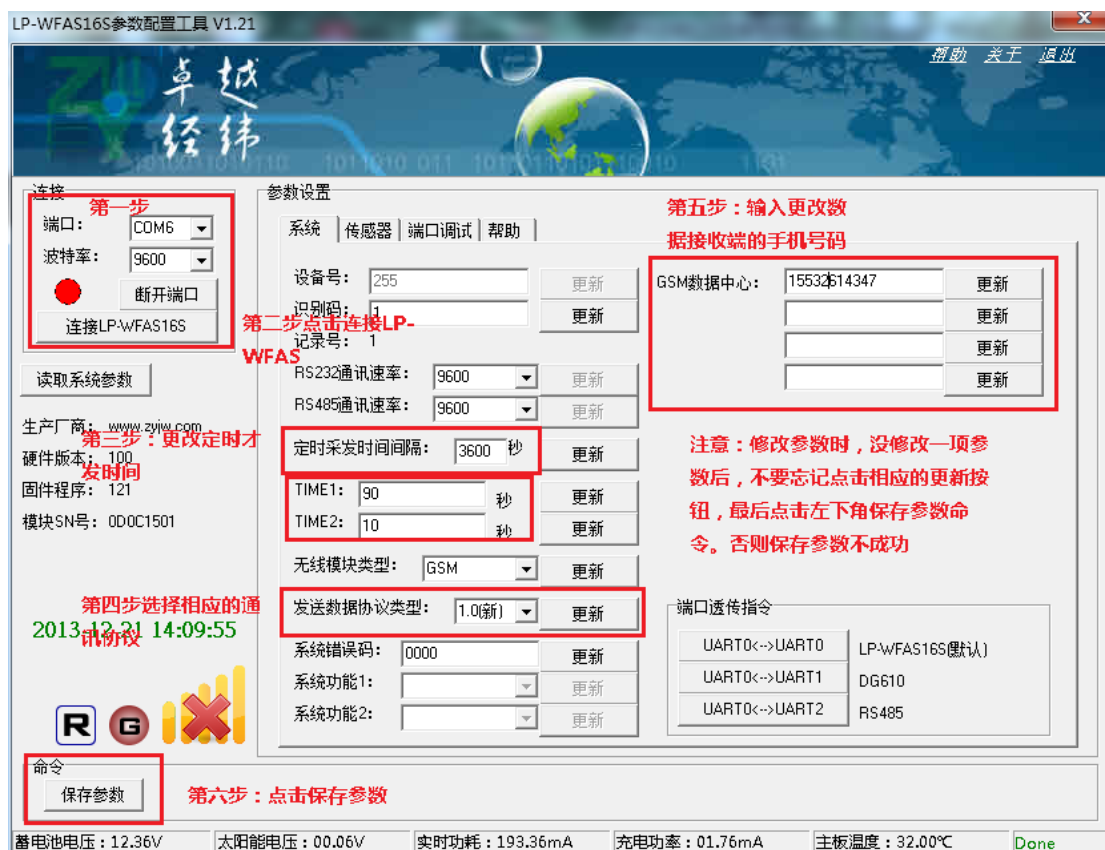 LP-WFAS16S参数配置工具 V1.21
帮助 关于 退出
卓越
经纬
连接
第一步
端口： COM6
波特率： 9600
断开端口
连接LP-WFAS16S
第二步点击连接LP-
WFAS
读取系统参数
生产厂商： www.zyjw.com
硬件版本： 100
固件程序： 121
模块SN号： 0D0C1501
第三步：更改定时才
发时间
第四步选择相应的通
讯协议
2013-12-21 14:09:55
R G
参数设置
系统 传感器 端口调试 帮助
设备号： 255 更新
识别码： 1 更新
记录号： 1
RS232通讯速率： 9600 更新
RS485通讯速率： 9600 更新
定时采发时间间隔： 3600 秒 更新
TIME1： 90 秒 更新
TIME2： 10 秒 更新
无线模块类型： GSM 更新
发送数据协议类型： 1.0(新) 更新
系统错误码： 0000 更新
系统功能1： 更新
系统功能2： 更新
第五步：输入更改数
据接收端的手机号码
GSM数据中心： 15532614347 更新
更新
更新
更新
注意：修改参数时，没修改一项参
数后，不要忘记点击相应的更新按
钮，最后点击左下角保存参数命
令。否则保存参数不成功
端口透传指令
UART0<-->UART0 LP-WFAS16S(默认)
UART0<-->UART1 DG610
UART0<-->UART2 RS485
命令
保存参数
第六步：点击保存参数
蓄电池电压：12.36V 太阳能电压：00.06V 实时功耗：193.36mA 充电功率：01.76mA 主板温度：32.00℃ Done